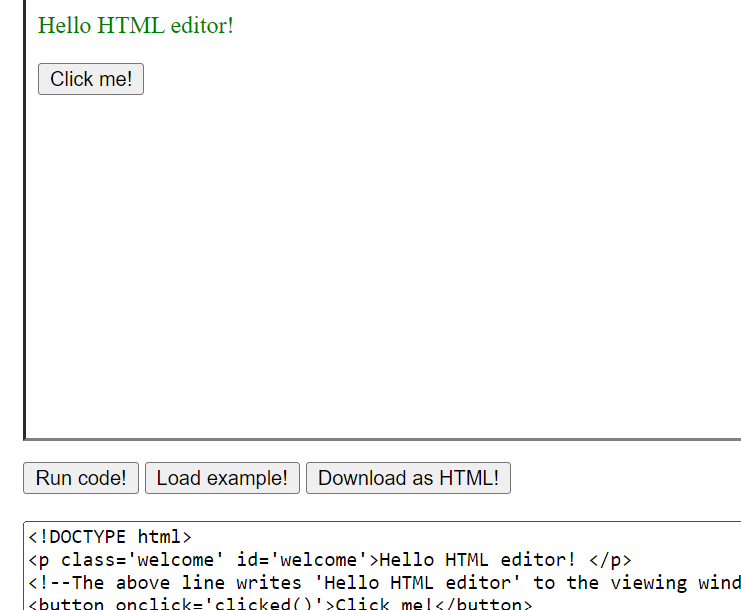 Hello HTML editor!
Click me!
Run code! Load example! Download as HTML!
<!DOCTYPE html>
<p class='welcome' id='welcome'>Hello HTML editor! </p>
<!--The above line writes 'Hello HTML editor' to the viewing wind
<button onclick='clicked()'>Click me!</button>